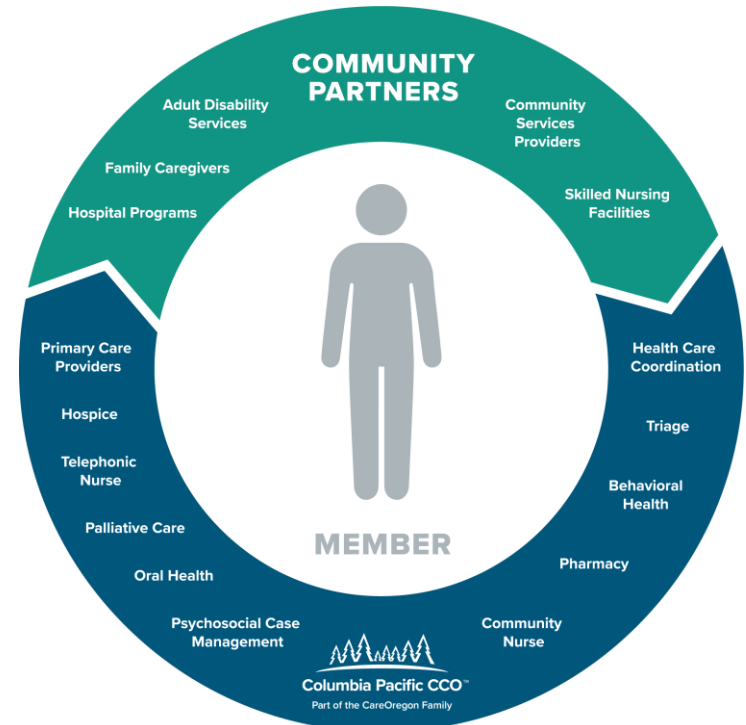 COMMUNITY
PARTNERS
Adult Disability
Services
Family Caregivers
Hospital Programs
Community
Services
Providers
Skilled Nursing
Facilities
Primary Care
Providers
Hospice
Telephonic
Nurse
Palliative Care
Oral Health
Psychosocial Case
Management
Health Care
Coordination
Triage
Behavioral
Health
Pharmacy
Community
Nurse
MEMBER
Columbia Pacific CCO™
Part of the CareOregon Family